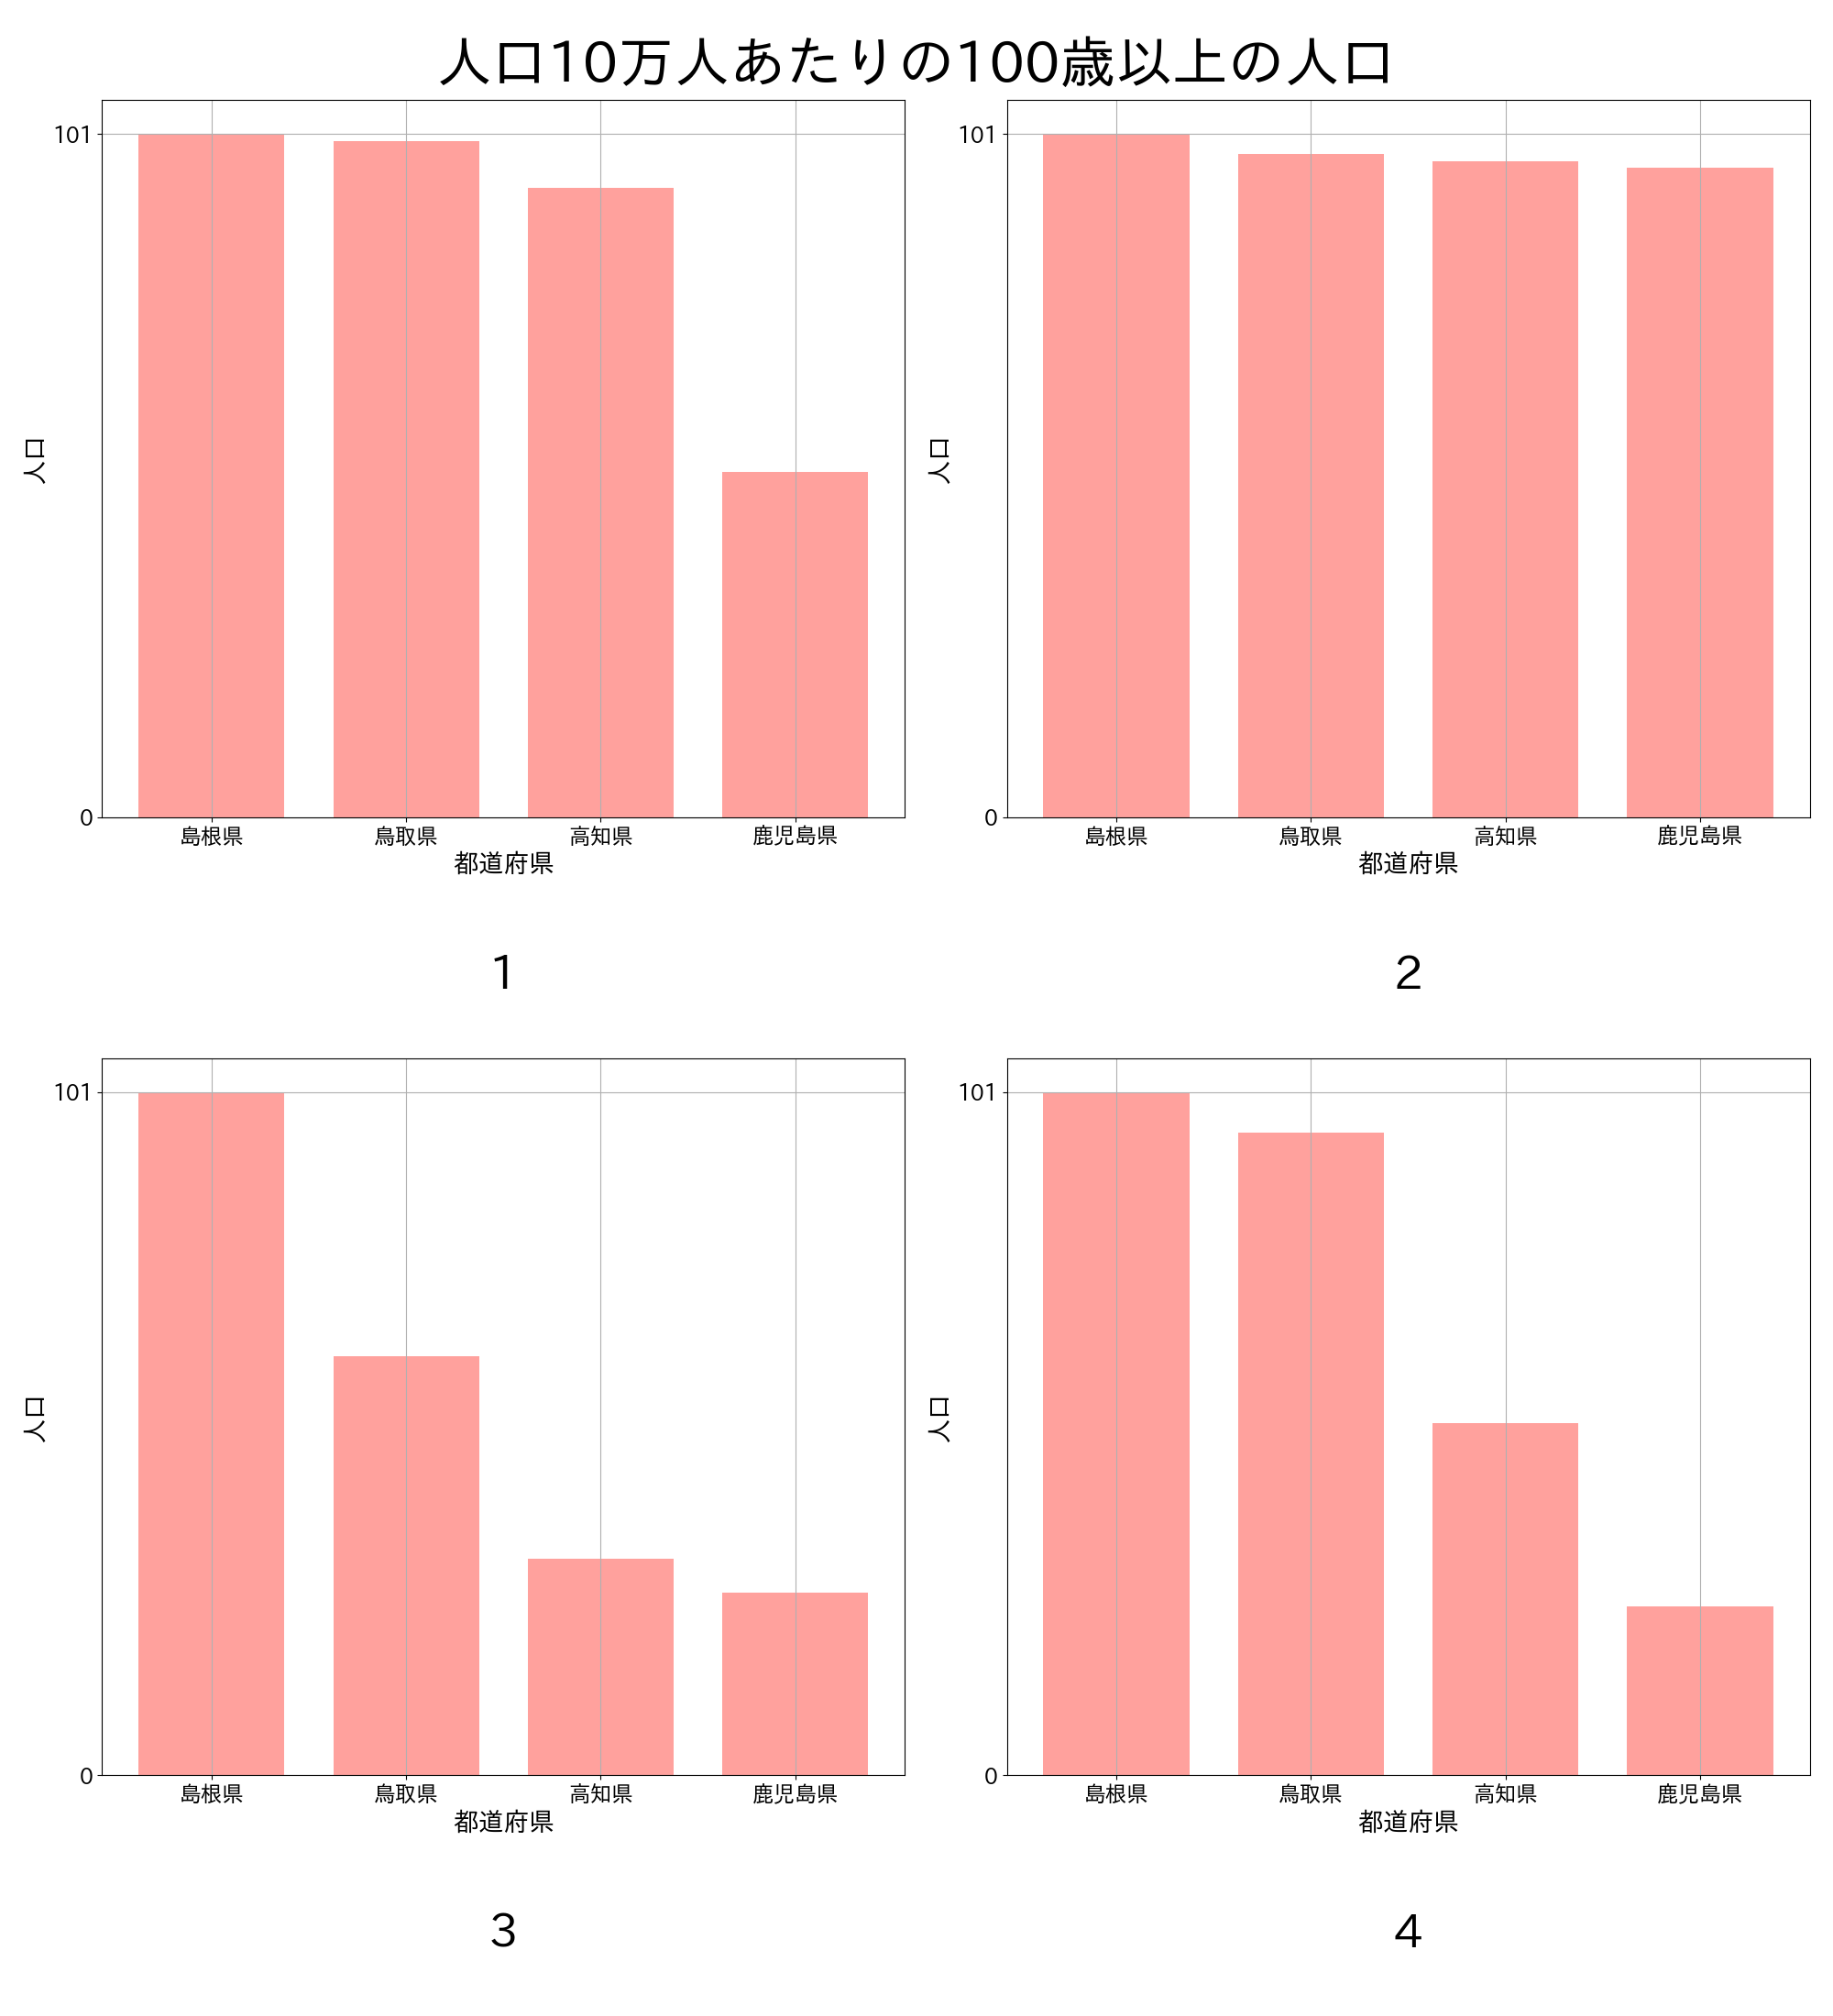 人口10万人あたりの100歳以上の人口
101
0
人口
島根県 鳥取県 高知県 鹿児島県
都道府県
1
101
0
人口
島根県 鳥取県 高知県 鹿児島県
都道府県
2
101
0
人口
島根県 鳥取県 高知県 鹿児島県
都道府県
3
101
0
人口
島根県 鳥取県 高知県 鹿児島県
都道府県
4